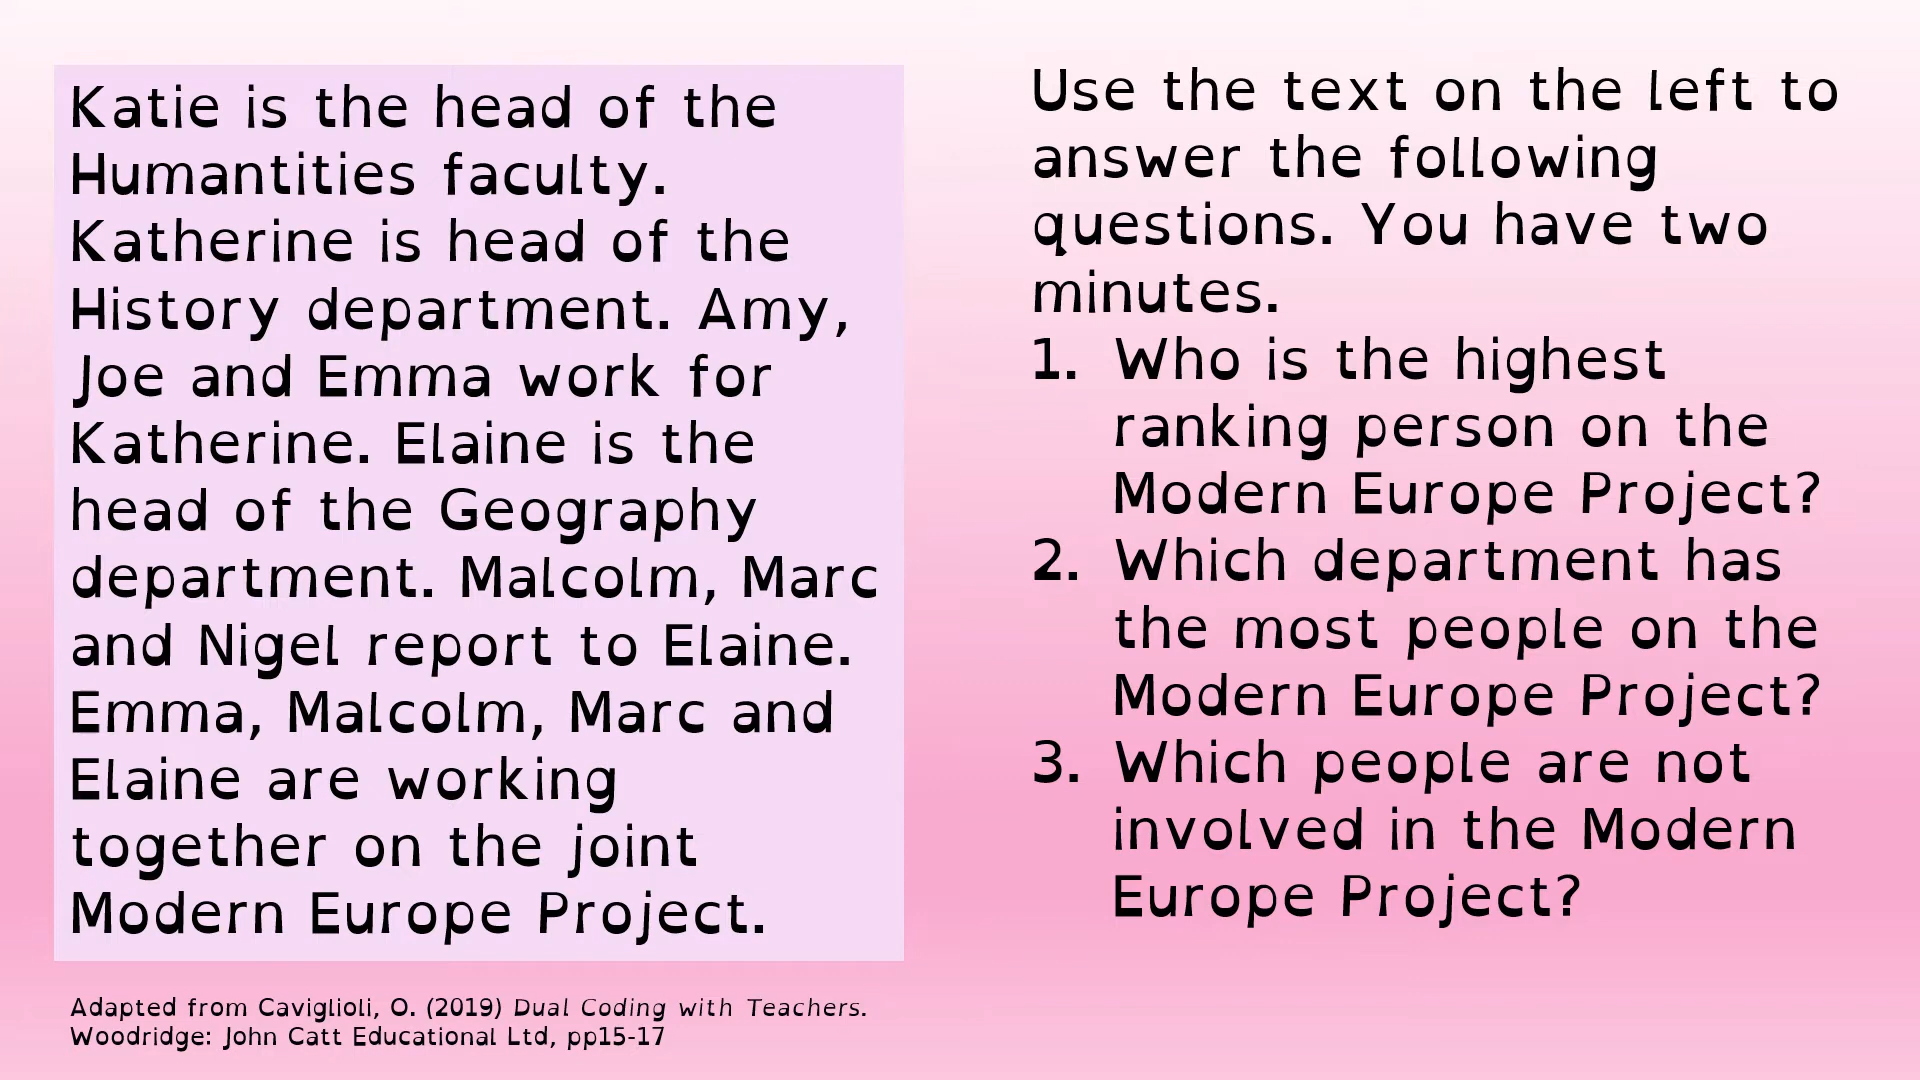 Katie is the head of the
Humantities faculty.
Katherine is head of the
History department. Amy,
Joe and Emma work for
Katherine. Elaine is the
head of the Geography
department. Malcolm, Marc
and Nigel report to Elaine.
Emma, Malcolm, Marc and
Elaine are working
together on the joint
Modern Europe Project.
Adapted from Caviglioli, O. (2019) Dual Coding with Teachers.
Woodridge: John Catt Educational Ltd, pp15-17
Use the text on the left to
answer the following
questions. You have two
minutes.
1. Who is the highest
ranking person on the
Modern Europe Project?
2. Which department has
the most people on the
Modern Europe Project?
3. Which people are not
involved in the Modern
Europe Project?